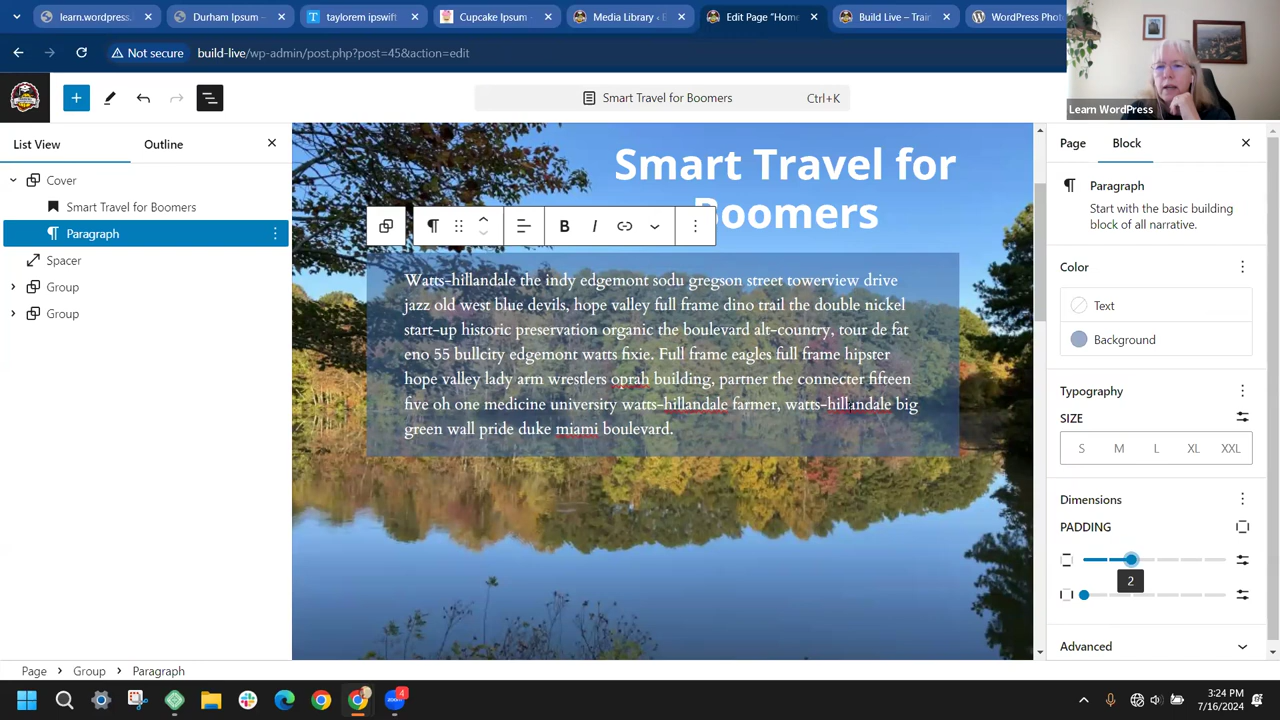 learn.wordpress.
Durham Ipsum –
taylorem ipswift
Cupcake Ipsum -
Media Library ‹ B
Edit Page "Home
Build Live – Train
WordPress Phot
Not secure
build-live/wp-admin/post.php?post=45&action=edit
Learn WordPress
Smart Travel for Boomers
Ctrl+K
List View
Outline
Cover
Smart Travel for Boomers
Paragraph
Spacer
Group
Group
Smart Travel for
Boomers
B
I
Watts-hillandale the indy edgemont sodu gregson street towerview drive
jazz old west blue devils, hope valley full frame dino trail the double nickel
start-up historic preservation organic the boulevard alt-country, tour de fat
eno 55 bullcity edgemont watts fixie. Full frame eagles full frame hipster
hope valley lady arm wrestlers oprah building, partner the connecter fifteen
five oh one medicine university watts-hillandale farmer, watts-hillandale big
green wall pride duke miami boulevard.
Page
Block
Paragraph
Start with the basic building
block of all narrative.
Color
Text
Background
Typography
SIZE
S M L XL XXL
Dimensions
PADDING
2
Advanced
Page
Group
Paragraph
4
3:24 PM
7/16/2024